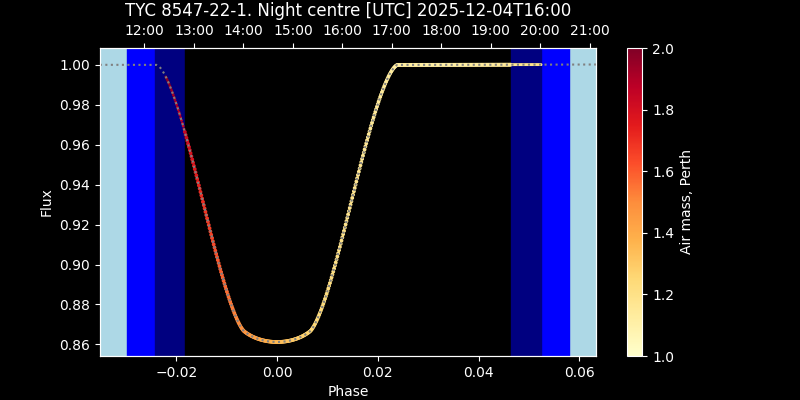 TYC 8547-22-1. Night centre [UTC] 2025-12-04T16:00
12:00 13:00 14:00 15:00 16:00 17:00 18:00 19:00 20:00 21:00
1.00
0.98
0.96
0.94
0.92
0.90
0.88
0.86
Flux
−0.02 0.00 0.02 0.04 0.06
Phase
2.0
1.8
1.6
1.4
1.2
1.0
Air mass, Perth